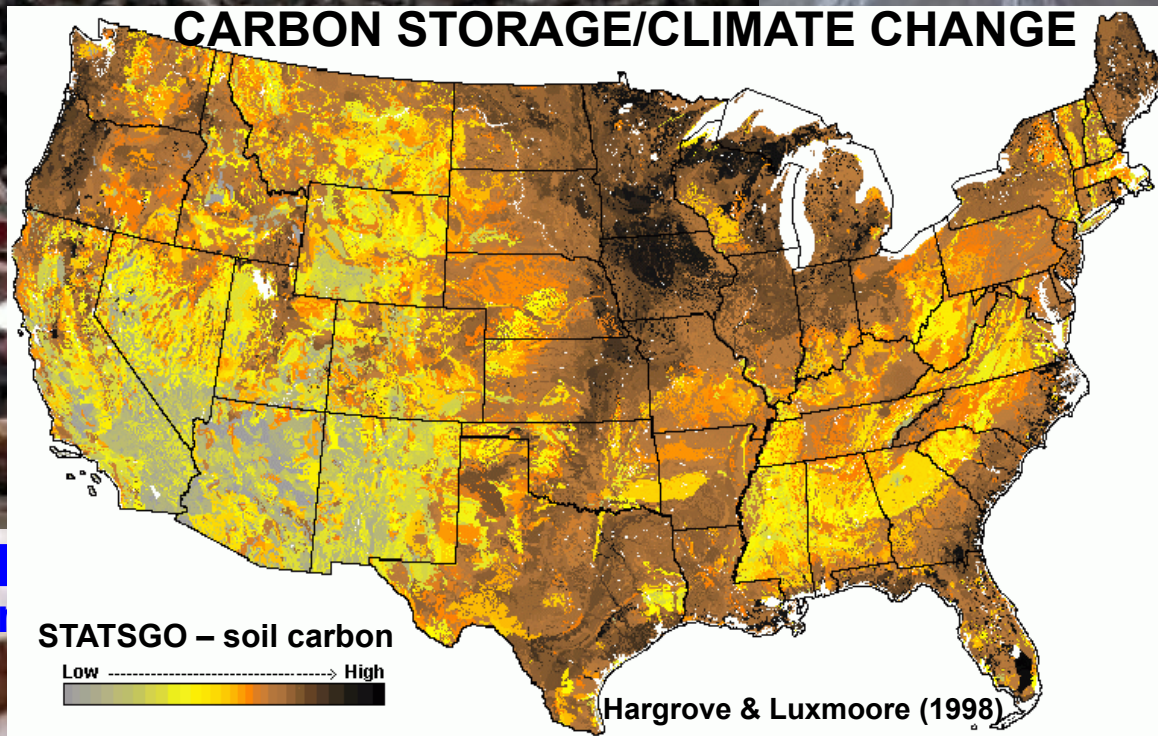 CARBON STORAGE/CLIMATE CHANGE
STATSGO – soil carbon
Low ----------------------------------> High
Hargrove & Luxmoore (1998)